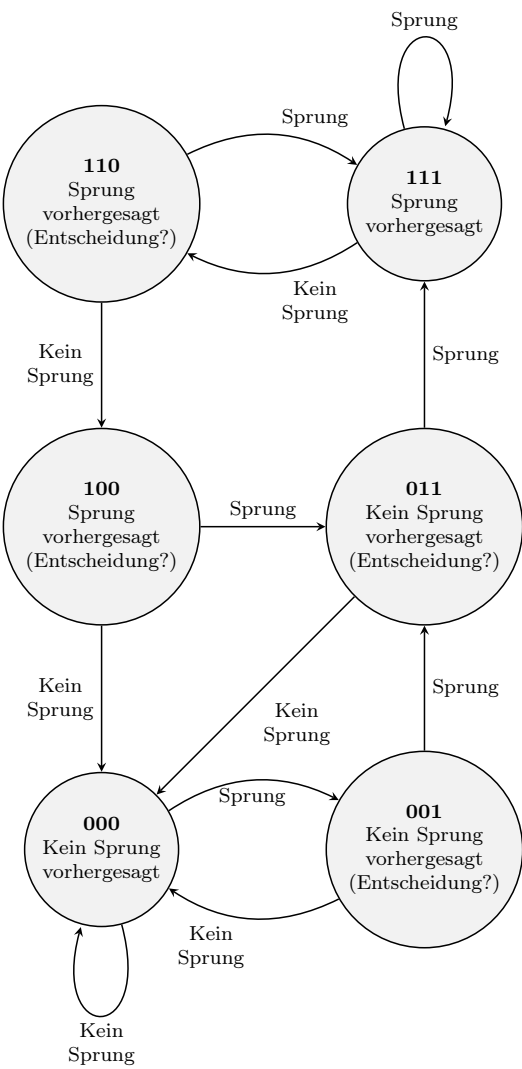 Sprung
Sprung
110
Sprung
vorhergesagt
(Entscheidung?)
111
Sprung
vorhergesagt
Kein
Sprung
Kein
Sprung
Sprung
100
Sprung
vorhergesagt
(Entscheidung?)
Sprung
011
Kein Sprung
vorhergesagt
(Entscheidung?)
Kein
Sprung
Sprung
Kein
Sprung
000
Kein Sprung
vorhergesagt
Sprung
001
Kein Sprung
vorhergesagt
(Entscheidung?)
Kein
Sprung
Kein
Sprung